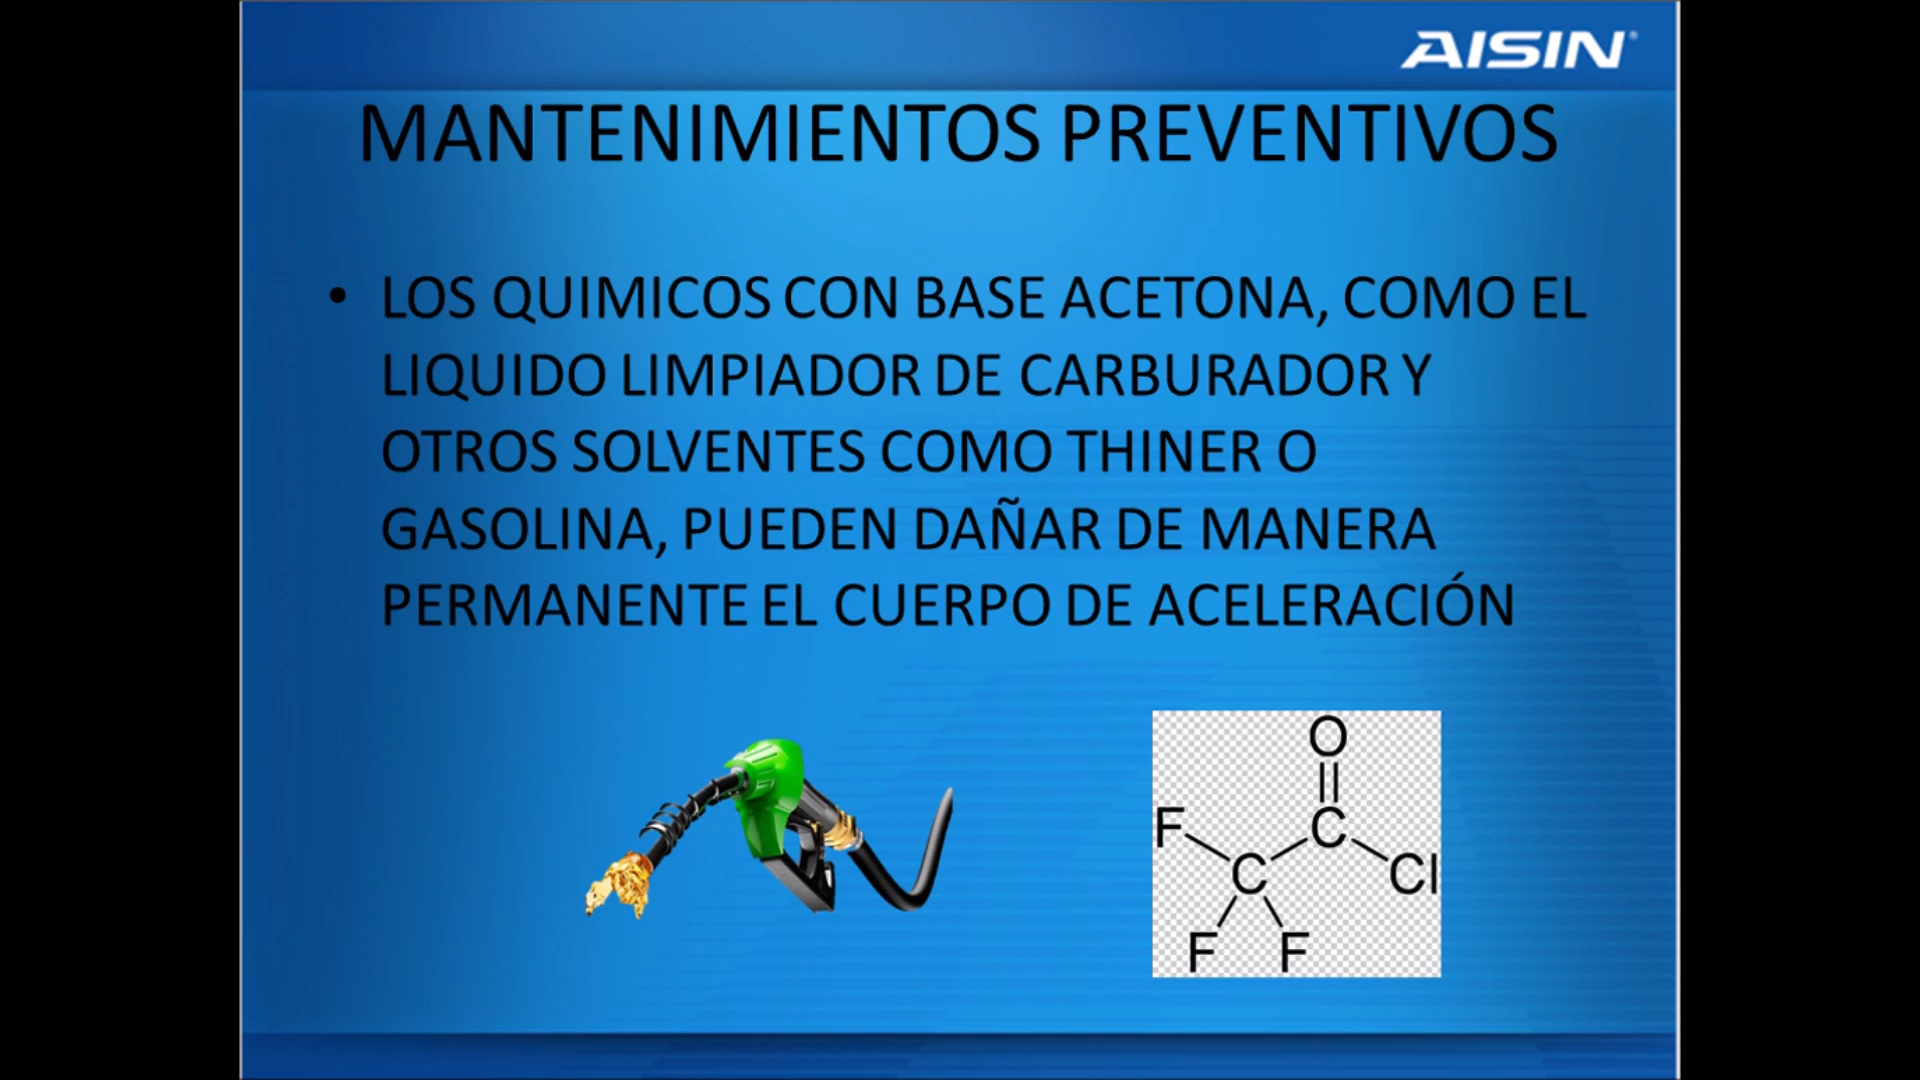 AISIN®
MANTENIMIENTOS PREVENTIVOS
• LOS QUIMICOS CON BASE ACETONA, COMO EL
LIQUIDO LIMPIADOR DE CARBURADOR Y
OTROS SOLVENTES COMO THINER O
GASOLINA, PUEDEN DAÑAR DE MANERA
PERMANENTE EL CUERPO DE ACELERACIÓN
O
F C
C Cl
F F